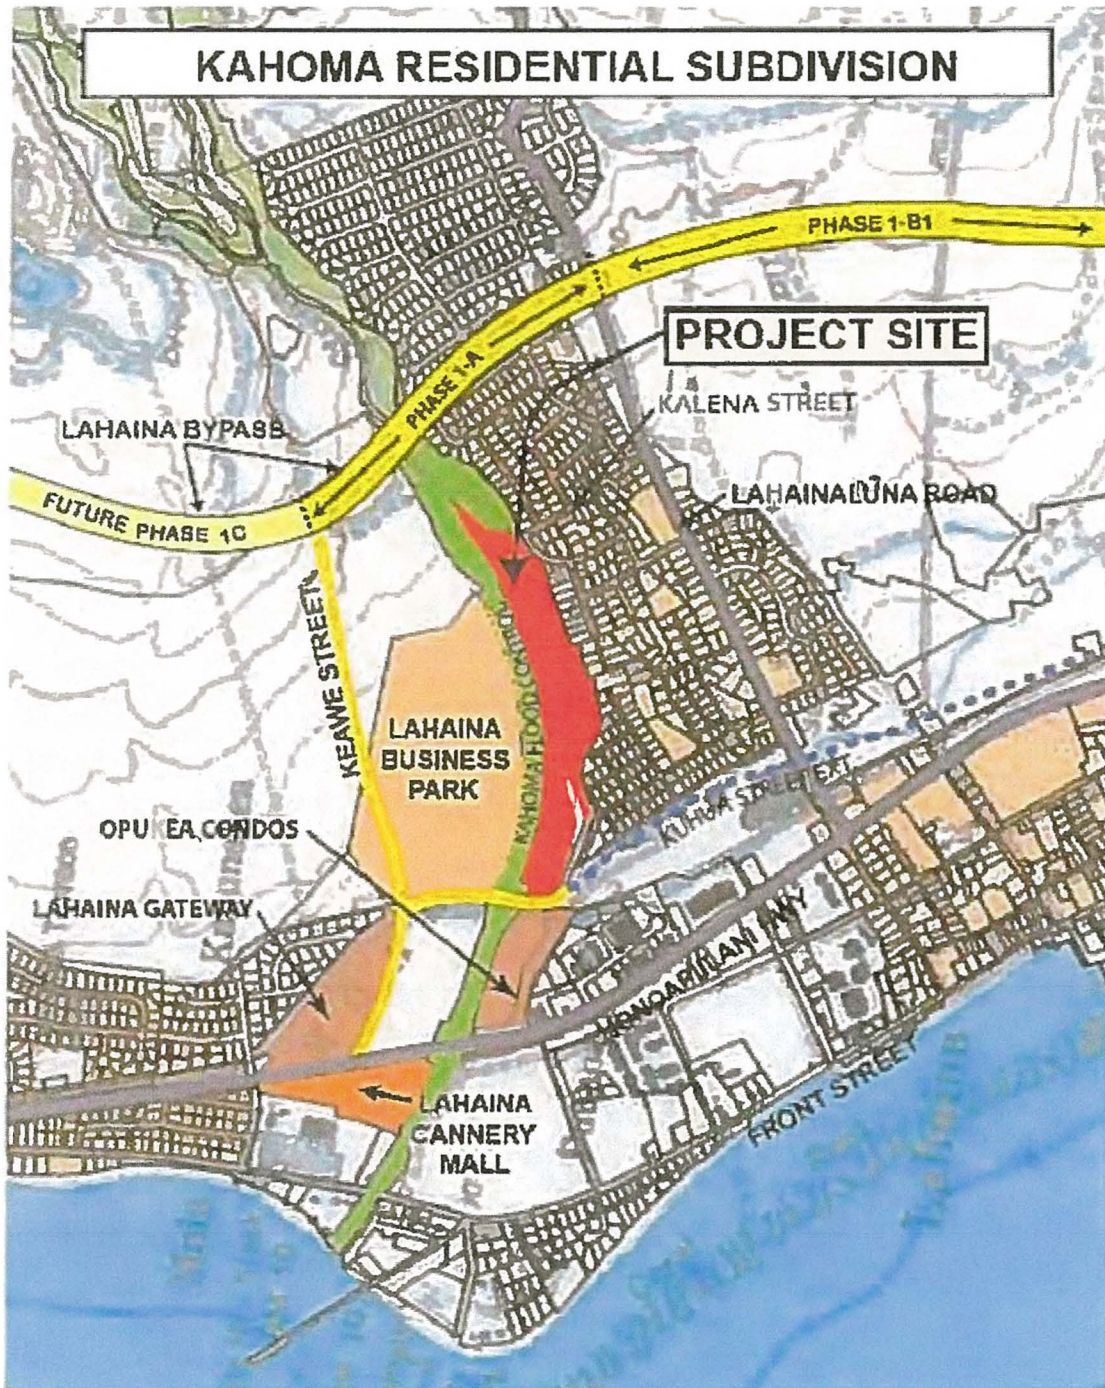 KAHOMA RESIDENTIAL SUBDIVISION
PHASE 1-B1
PROJECT SITE
PHASE 1-A
KALENA STREET
LAHAINA BYPASS
LAHAINALUNA ROAD
FUTURE PHASE 1C
KEAWE STREET
KAHOMA FLOOD CONTROL
LAHAINA
BUSINESS
PARK
KUHUA STREET EXT
OPU KEA CONDOS
LAHAINA GATEWAY
HONOAPIILANI HWY
LAHAINA
CANNERY
MALL
FRONT STREET